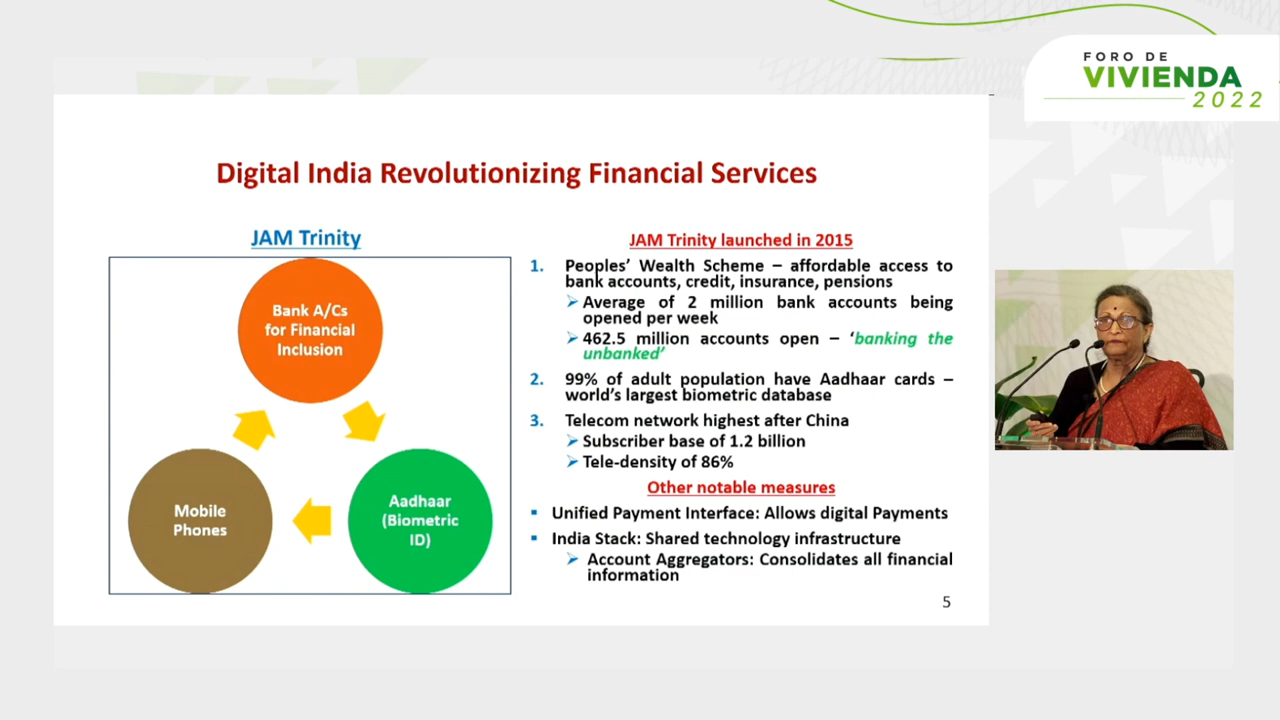 FORO DE
VIVIENDA
2022
Digital India Revolutionizing Financial Services
JAM Trinity
Bank A/Cs
for Financial
Inclusion
Mobile
Phones
Aadhaar
(Biometric
ID)
JAM Trinity launched in 2015
1. Peoples’ Wealth Scheme – affordable access to
bank accounts, credit, insurance, pensions
➢ Average of 2 million bank accounts being
opened per week
➢ 462.5 million accounts open – ‘banking the
unbanked’
2. 99% of adult population have Aadhaar cards –
world’s largest biometric database
3. Telecom network highest after China
➢ Subscriber base of 1.2 billion
➢ Tele-density of 86%
Other notable measures
▪ Unified Payment Interface: Allows digital Payments
▪ India Stack: Shared technology infrastructure
➢ Account Aggregators: Consolidates all financial
information
5